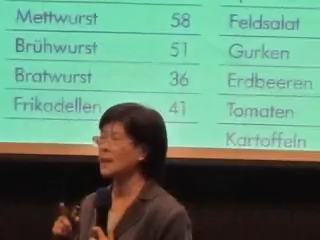 Mettwurst 58 Feldsalat
Brühwurst 51 Gurken
Bratwurst 36 Erdbeeren
Frikadellen 41 Tomaten
Kartoffeln